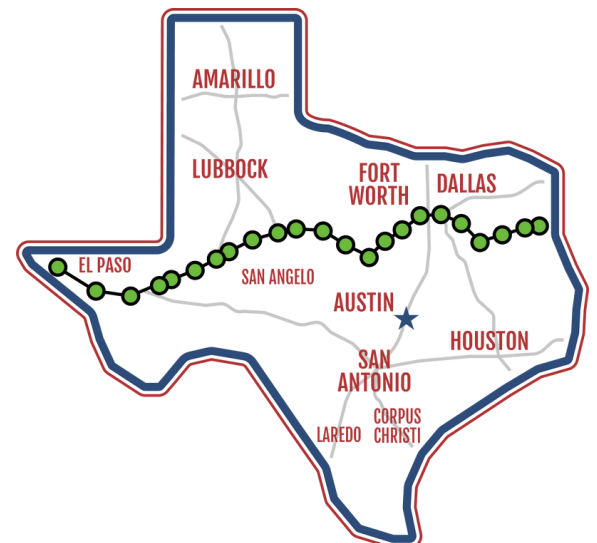 AMARILLO
LUBBOCK
FORT
WORTH
DALLAS
EL PASO
SAN ANGELO
AUSTIN
HOUSTON
SAN
ANTONIO
CORPUS
CHRISTI
LAREDO